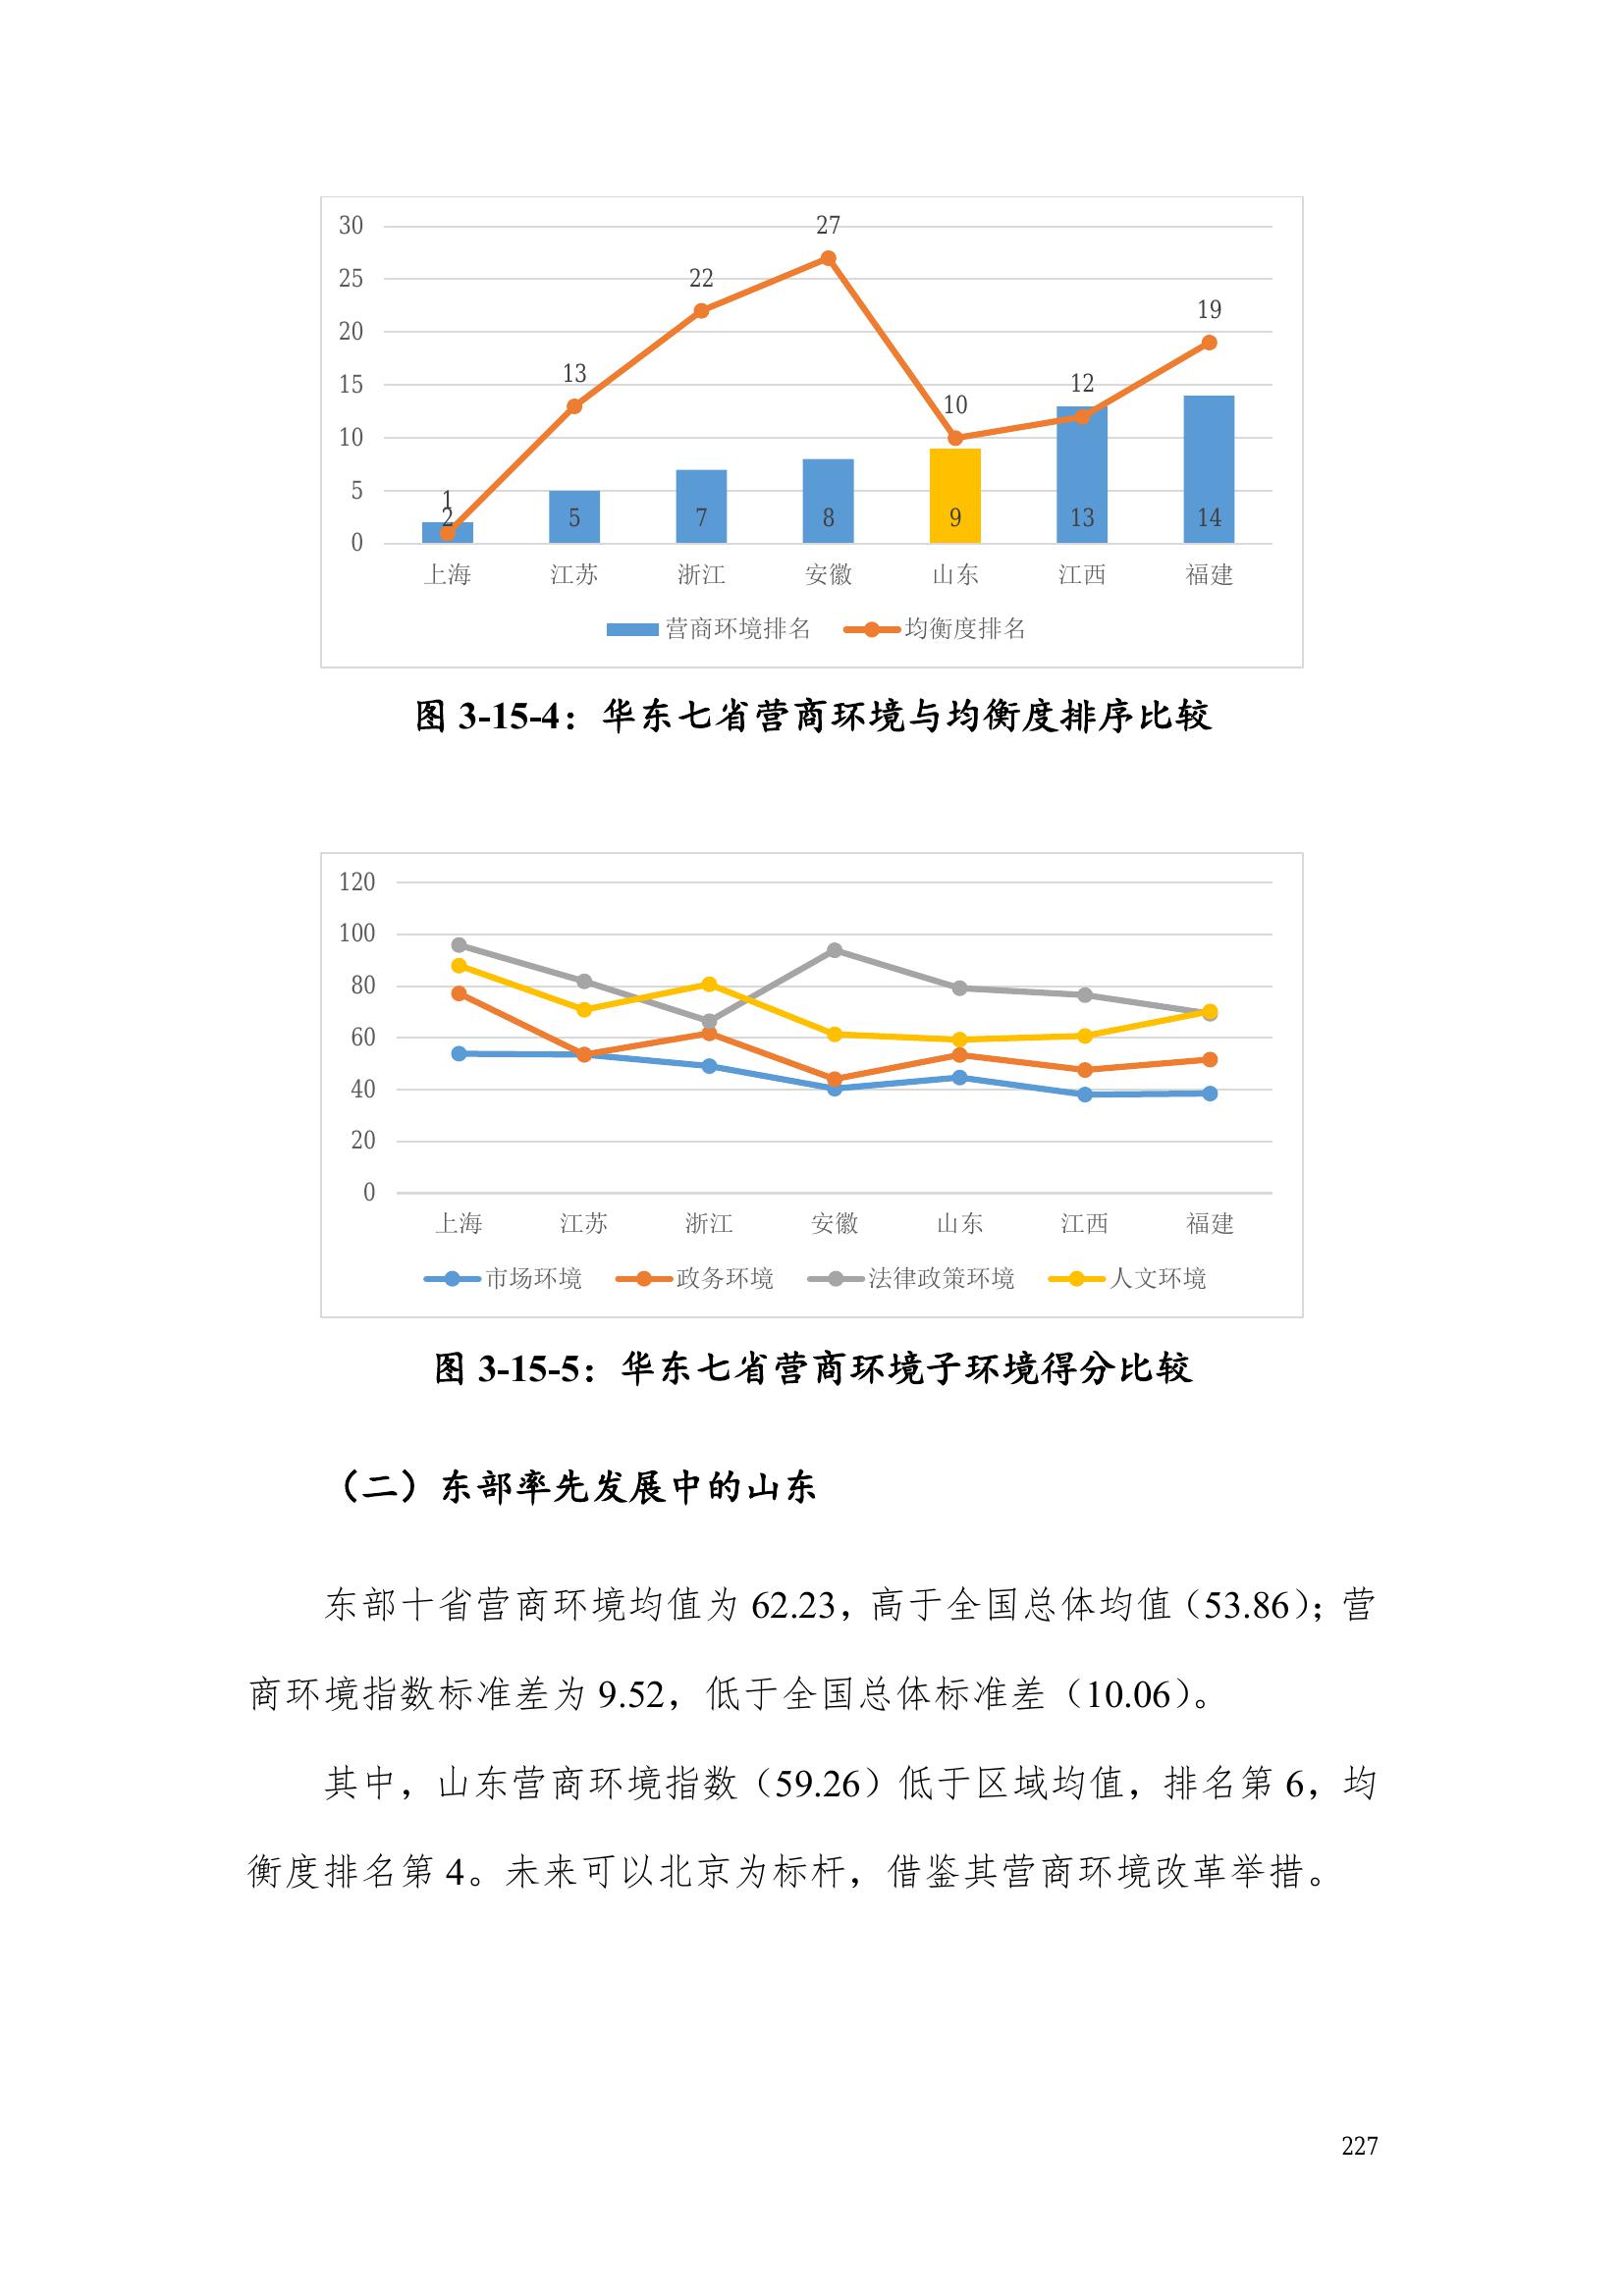 30
27
25
22
20
19
15
13
12
10
10
5
1
2
5
7
8
9
13
14
0
上海 江苏 浙江 安徽 山东 江西 福建
营商环境排名 均衡度排名
图 3-15-4：华东七省营商环境与均衡度排序比较
120
100
80
60
40
20
0
上海 江苏 浙江 安徽 山东 江西 福建
市场环境 政务环境 法律政策环境 人文环境
图 3-15-5：华东七省营商环境子环境得分比较
（二）东部率先发展中的山东
东部十省营商环境均值为 62.23，高于全国总体均值（53.86）；营
商环境指数标准差为 9.52，低于全国总体标准差（10.06）。
其中，山东营商环境指数（59.26）低于区域均值，排名第 6，均
衡度排名第 4。未来可以北京为标杆，借鉴其营商环境改革举措。
227